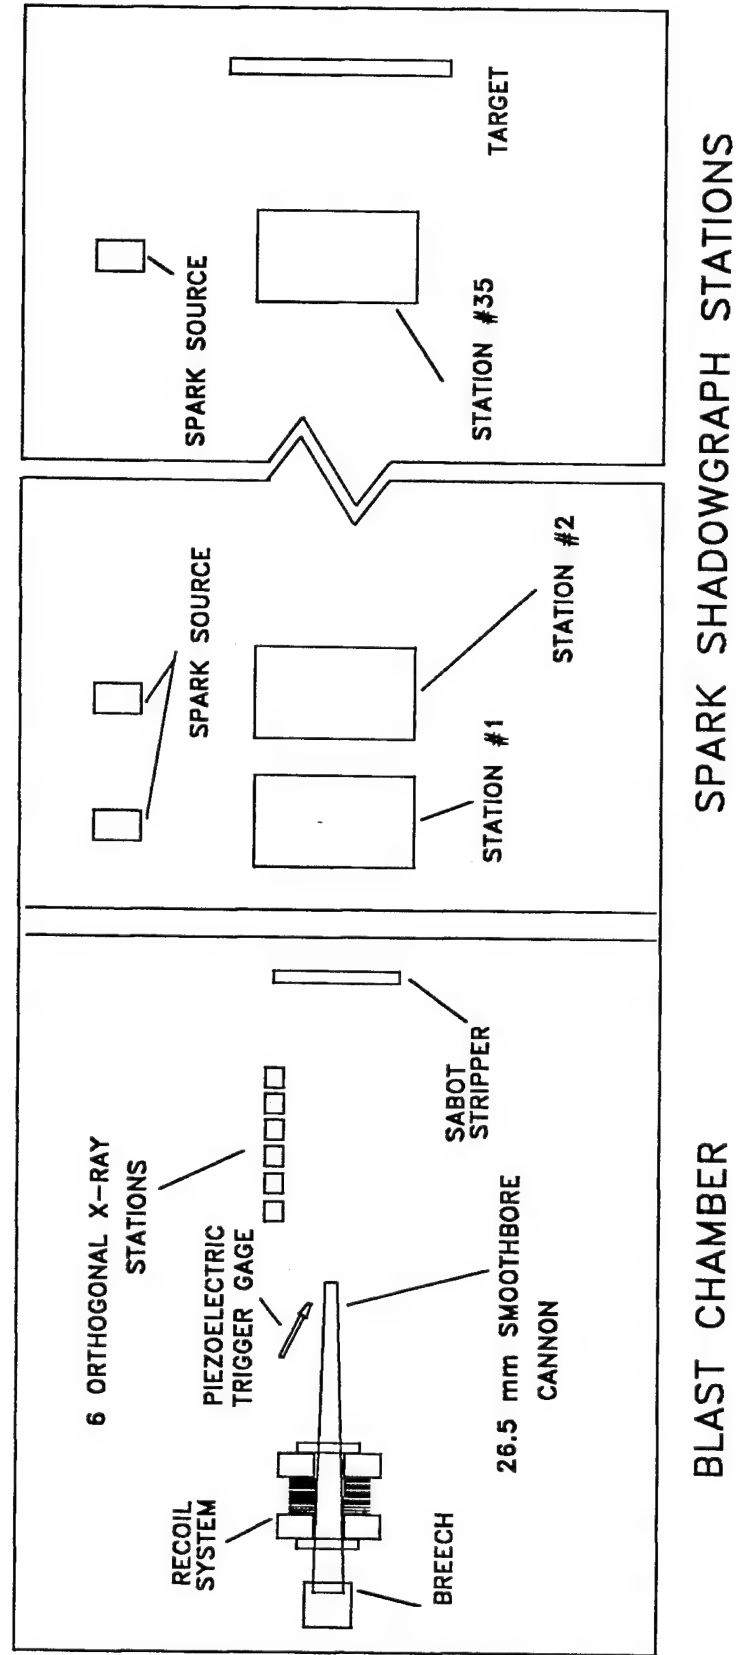 6 ORTHOGONAL X-RAY
STATIONS
RECOIL
SYSTEM
PIEZOELECTRIC
TRIGGER GAGE
BREECH
26.5 mm SMOOTHBORE
CANNON
SABOT
STRIPPER
SPARK SOURCE
STATION #1
STATION #2
SPARK SOURCE
STATION #35
TARGET
BLAST CHAMBER
SPARK SHADOWGRAPH STATIONS